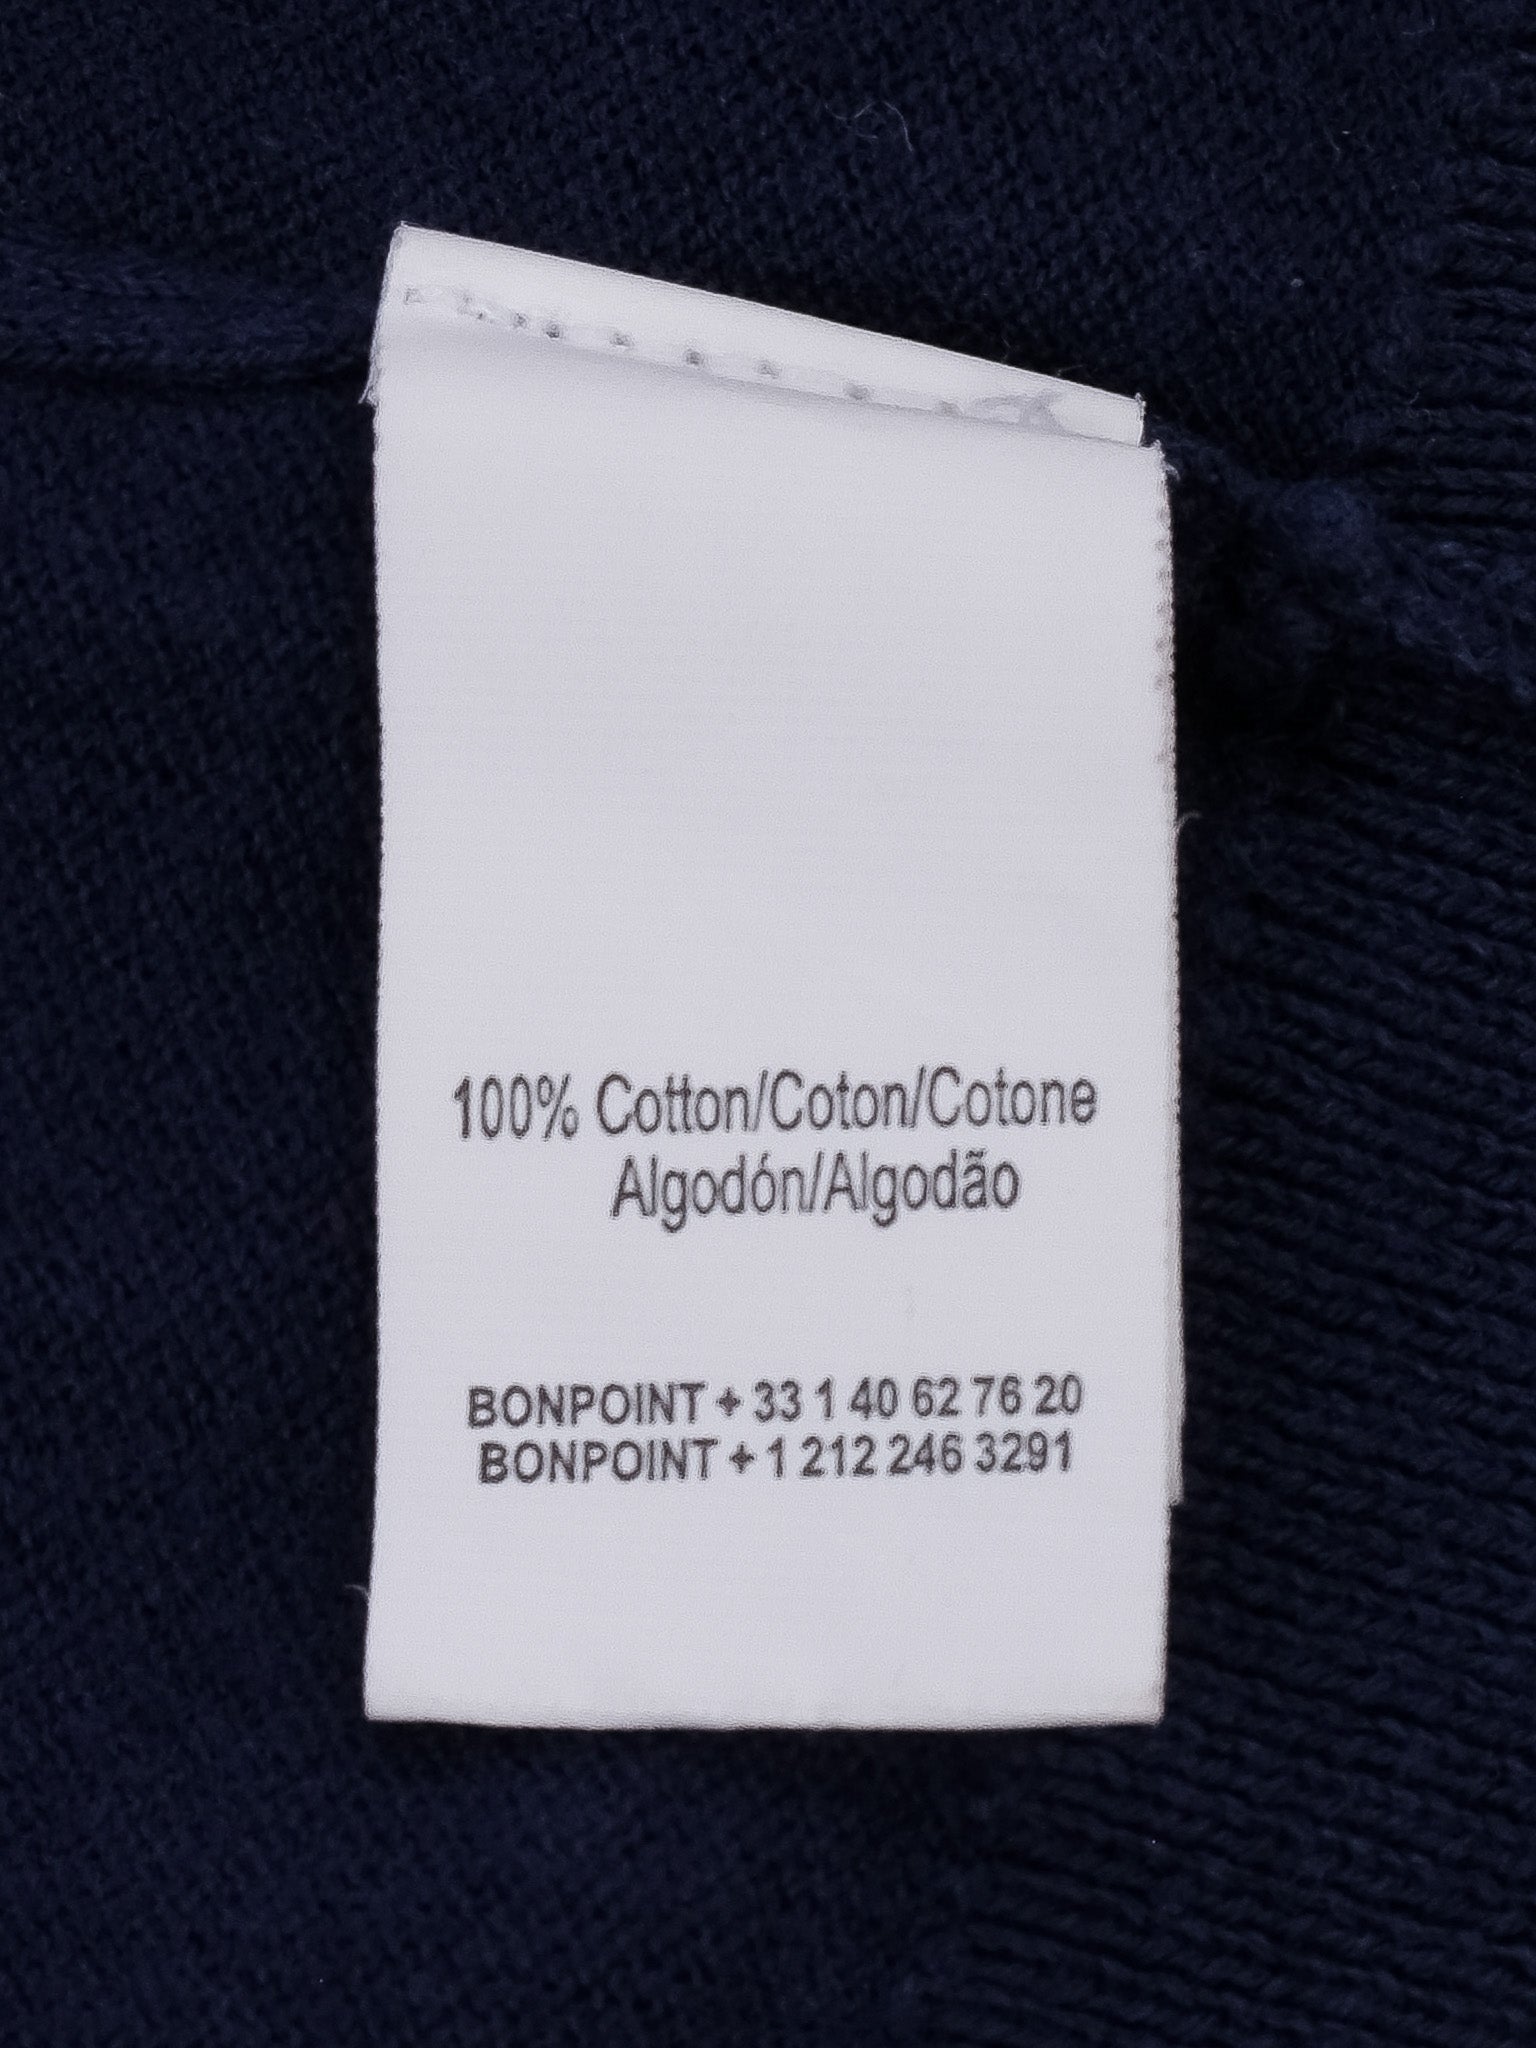 100% Cotton/Coton/Cotone
Algodón/Algodão
BONPOINT + 33 1 40 62 76 20
BONPOINT + 1 212 246 3291